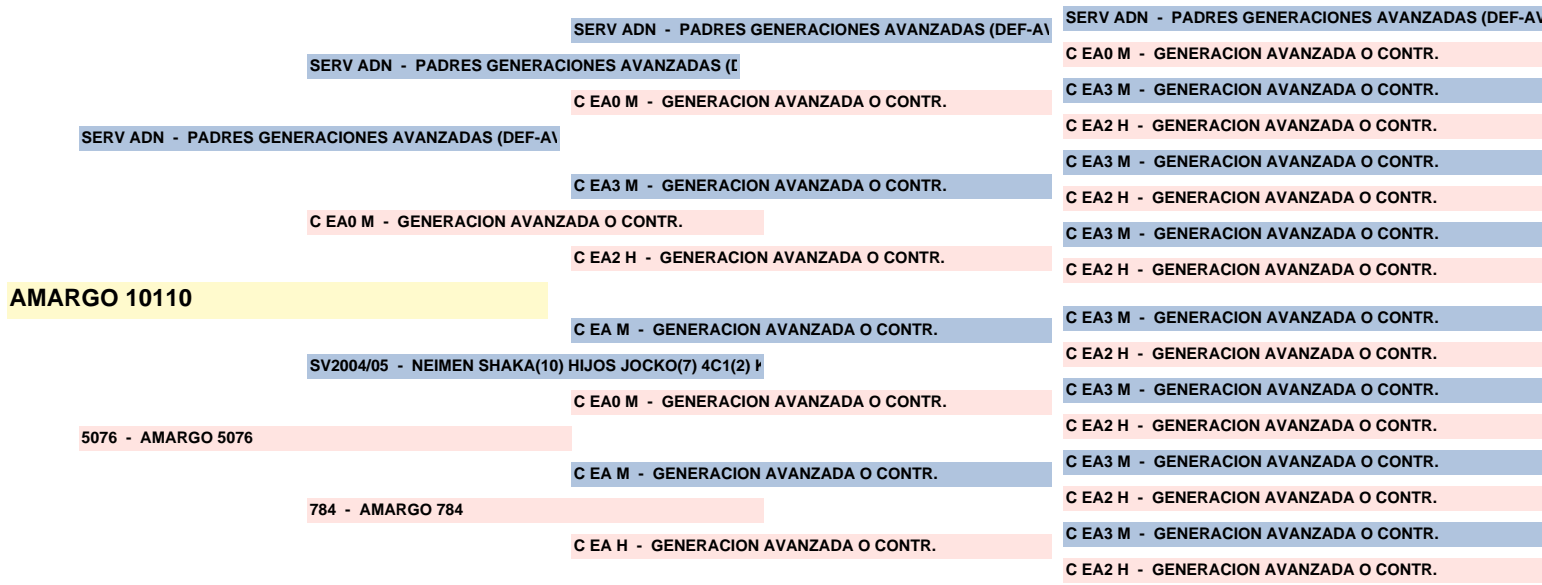 SERV ADN - PADRES GENERACIONES AVANZADAS (DEF-AV
SERV ADN - PADRES GENERACIONES AVANZADAS (DEF-A
C EA0 M - GENERACION AVANZADA O CONTR.
SERV ADN - PADRES GENERACIONES AVANZADAS (
C EA3 M - GENERACION AVANZADA O CONTR.
C EA0 M - GENERACION AVANZADA O CONTR.
C EA2 H - GENERACION AVANZADA O CONTR.
SERV ADN - PADRES GENERACIONES AVANZADAS (DEF-A
C EA3 M - GENERACION AVANZADA O CONTR.
C EA3 M - GENERACION AVANZADA O CONTR.
C EA2 H - GENERACION AVANZADA O CONTR.
C EA0 M - GENERACION AVANZADA O CONTR.
C EA3 M - GENERACION AVANZADA O CONTR.
C EA2 H - GENERACION AVANZADA O CONTR.
C EA2 H - GENERACION AVANZADA O CONTR.
AMARGO 10110
C EA3 M - GENERACION AVANZADA O CONTR.
C EA M - GENERACION AVANZADA O CONTR.
C EA2 H - GENERACION AVANZADA O CONTR.
SV2004/05 - NEIMEN SHAKA(10) HIJOS JOCKO(7) 4C1(2)
C EA3 M - GENERACION AVANZADA O CONTR.
C EA0 M - GENERACION AVANZADA O CONTR.
C EA2 H - GENERACION AVANZADA O CONTR.
5076 - AMARGO 5076
C EA3 M - GENERACION AVANZADA O CONTR.
C EA M - GENERACION AVANZADA O CONTR.
C EA2 H - GENERACION AVANZADA O CONTR.
784 - AMARGO 784
C EA3 M - GENERACION AVANZADA O CONTR.
C EA H - GENERACION AVANZADA O CONTR.
C EA2 H - GENERACION AVANZADA O CONTR.